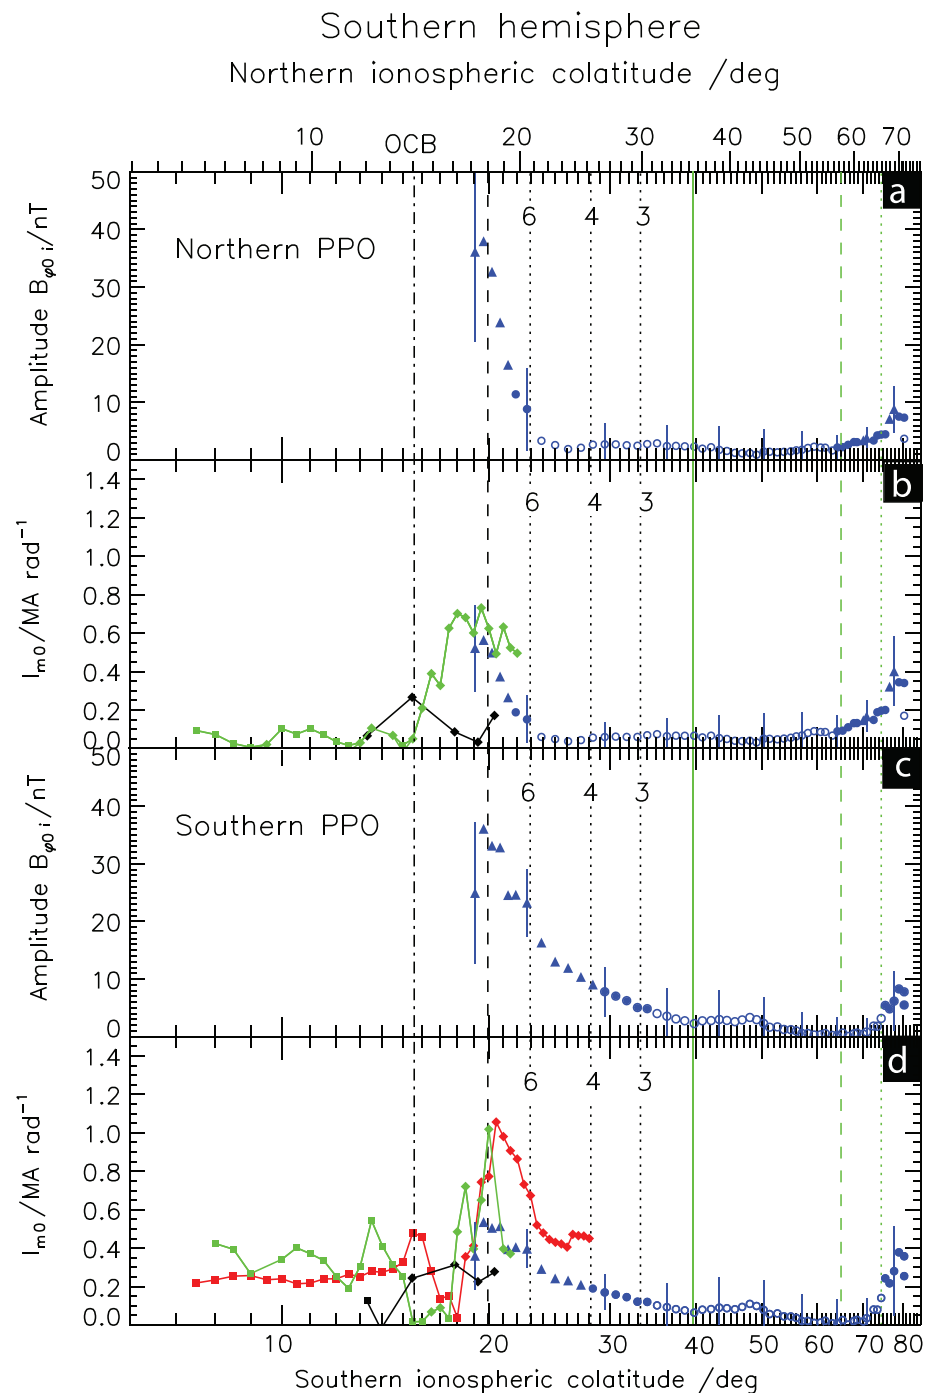 Southern hemisphere
Northern ionospheric colatitude /deg
10 OCB 20 30 40 50 60 70
a
50
40
30
20
10
0
Amplitude Bφ0 i/nT
Northern PPO
6 4 3
b
1.4
1.2
1.0
0.8
0.6
0.4
0.2
0.0
Im0/MA rad⁻¹
6 4 3
c
50
40
30
20
10
0
Amplitude Bφ0 i/nT
Southern PPO
6 4 3
d
1.4
1.2
1.0
0.8
0.6
0.4
0.2
0.0
Im0/MA rad⁻¹
6 4 3
10 20 30 40 50 60 70 80
Southern ionospheric colatitude /deg